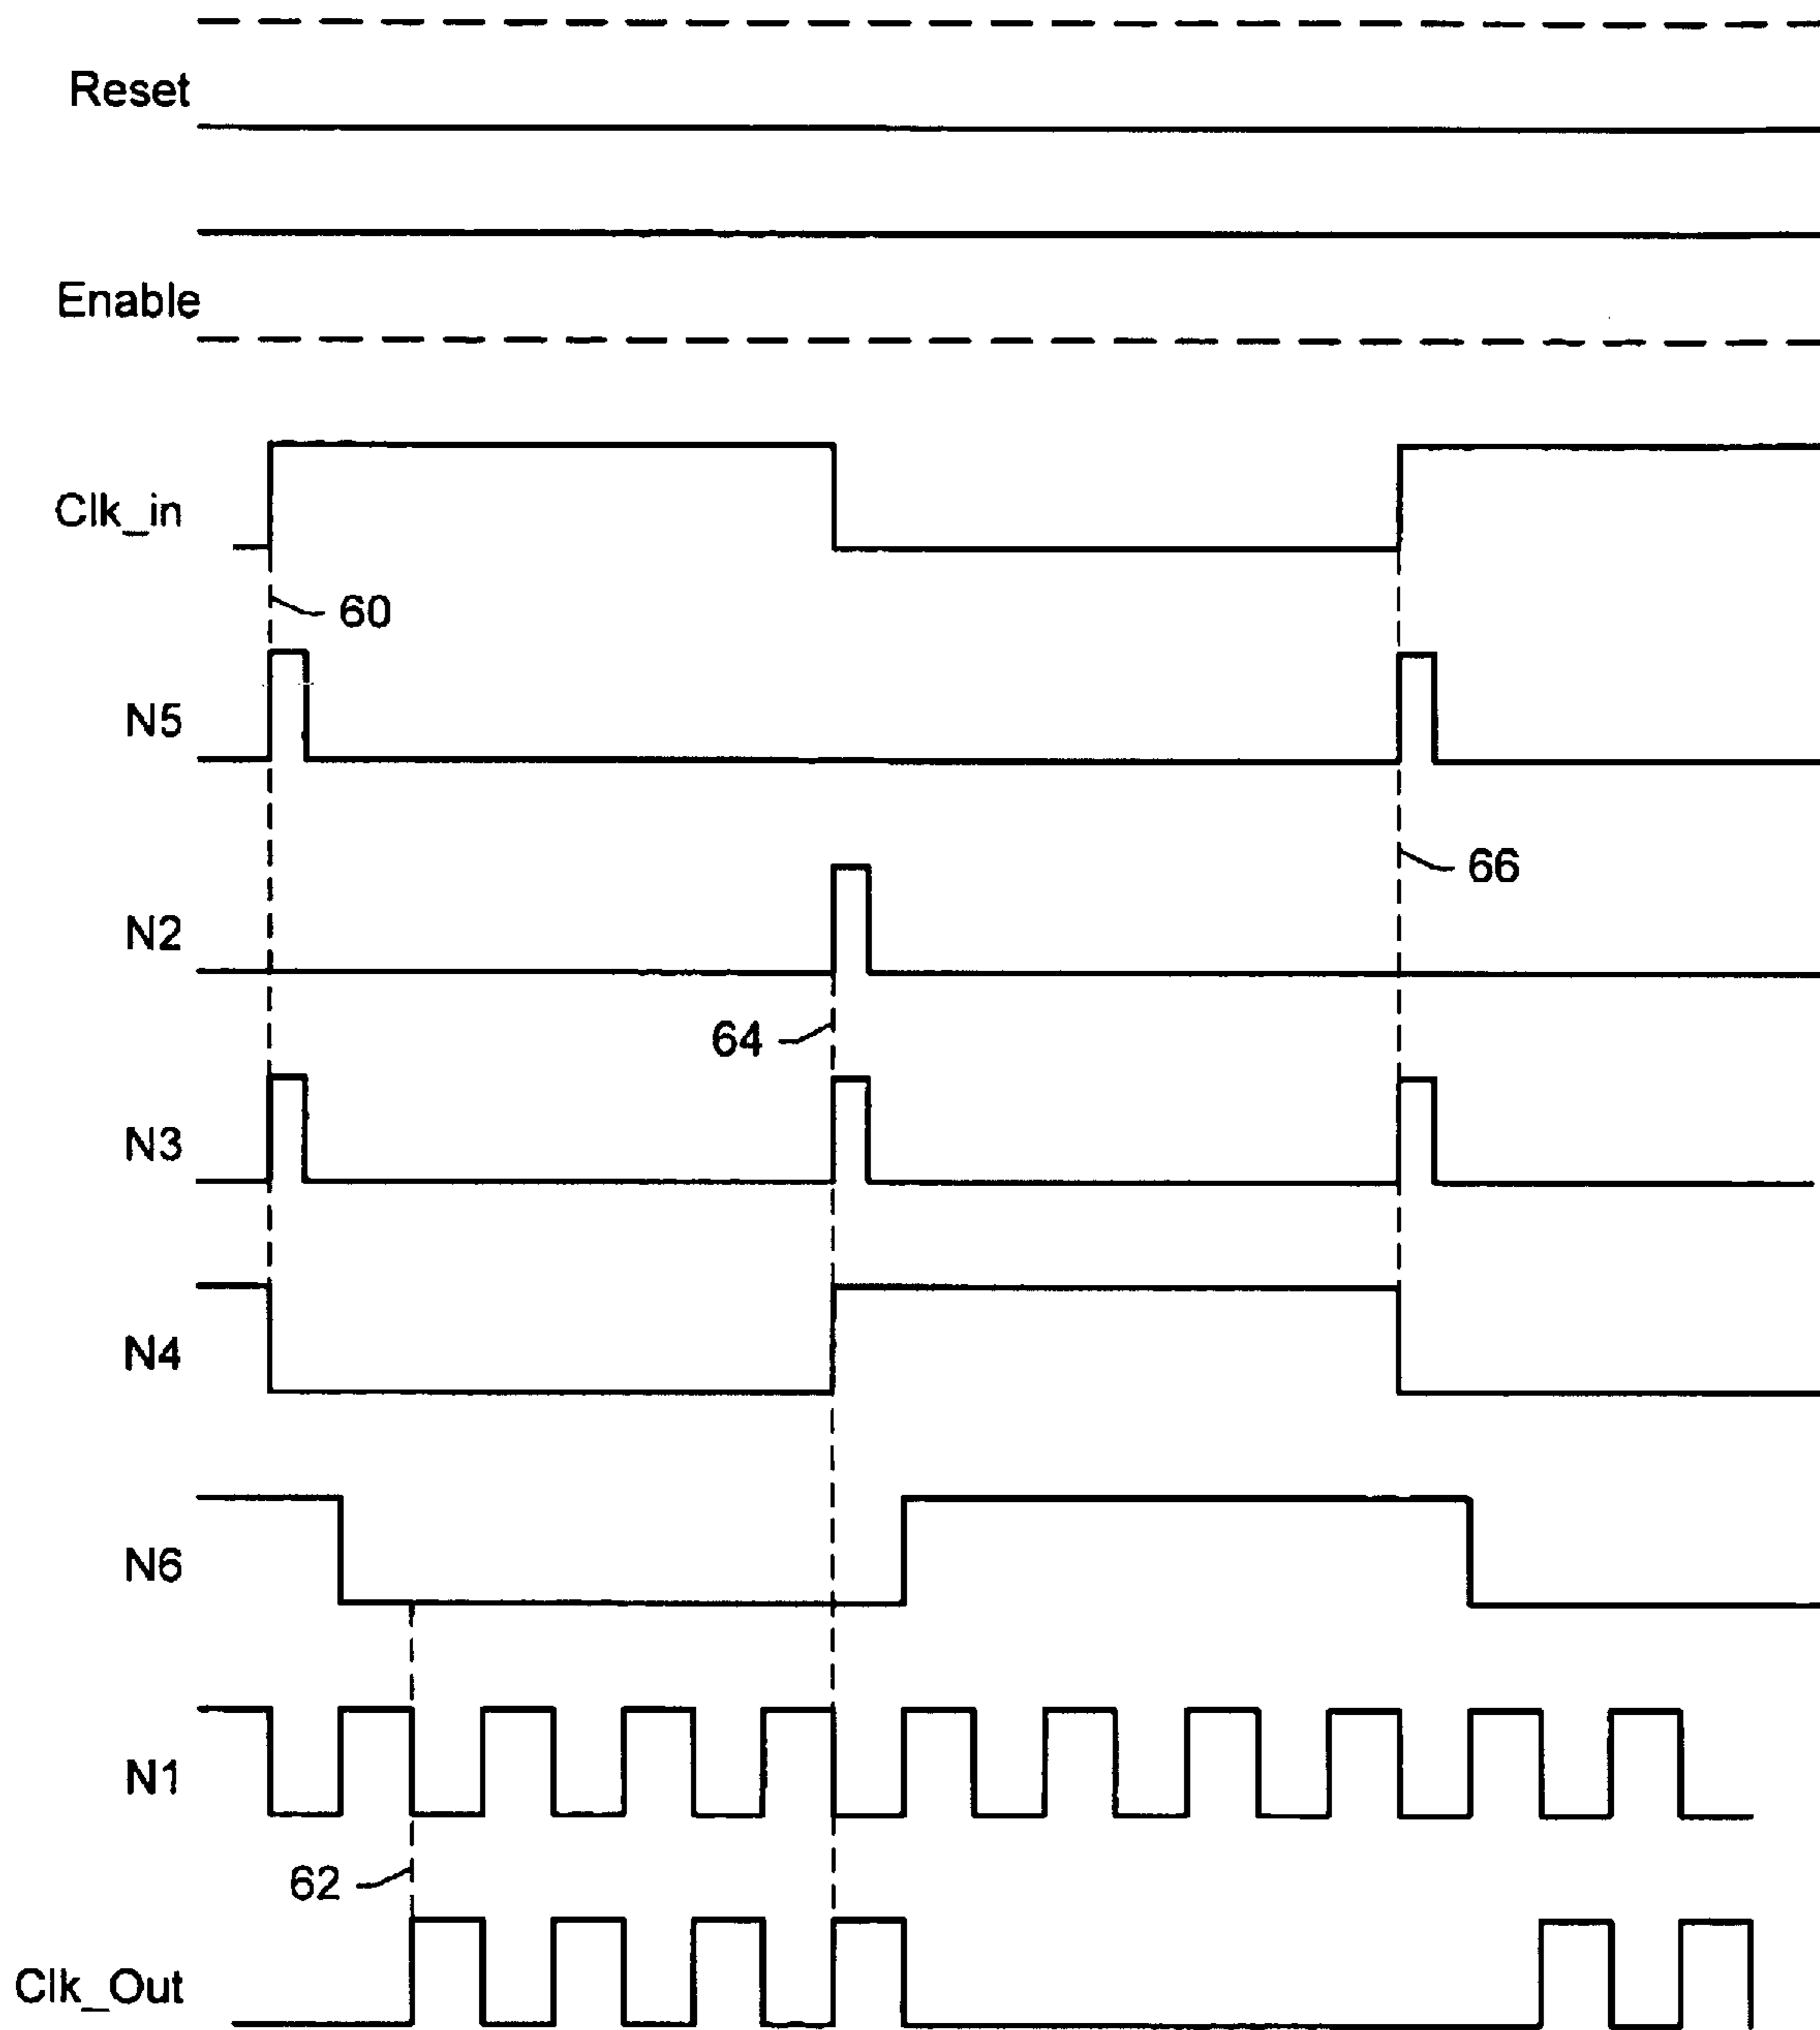 Reset
Enable
Clk_in
60
N5
66
N2
64
N3
N4
N6
N1
62
Clk_Out